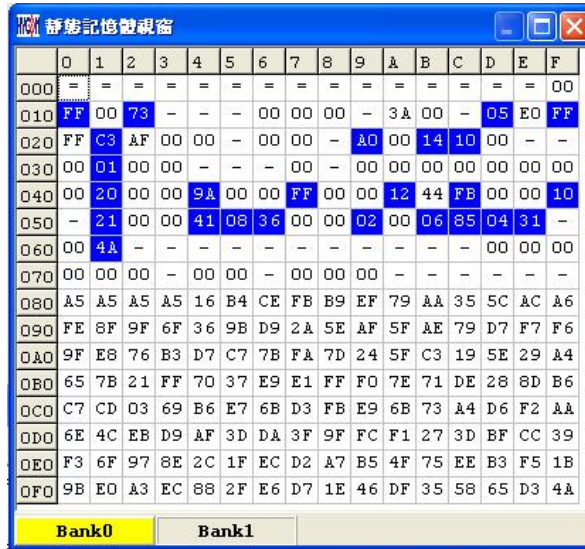 HGX 靜態記憶體視窗
0 1 2 3 4 5 6 7 8 9 A B C D E F
000 = = = = = = = = = = = = = = = 00
010 FF 00 73 - - - 00 00 00 - 3A 00 - 05 E0 FF
020 FF C3 AF 00 00 - 00 00 - A0 00 14 10 00 - -
030 00 01 00 00 - - - 00 - 00 00 00 00 00 00 00
040 00 20 00 00 9A 00 00 FF 00 00 12 44 FB 00 00 10
050 - 21 00 00 41 08 36 00 00 02 00 06 85 04 31 -
060 00 4A - - - - - - - - - - - 00 00 00
070 00 00 00 - 00 00 - 00 00 00 - - - - - -
080 A5 A5 A5 A5 16 B4 CE FB B9 EF 79 AA 35 5C AC A6
090 FE 8F 9F 6F 36 9B D9 2A 5E AF 5F AE 79 D7 F7 F6
0A0 9F E8 76 B3 D7 C7 7B FA 7D 24 5F C3 19 5E 29 A4
0B0 65 7B 21 FF 70 37 E9 E1 FF F0 7E 71 DE 28 8D B6
0C0 C7 CD 03 69 B6 E7 6B D3 FB E9 6B 73 A4 D6 F2 AA
0D0 6E 4C EB D9 AF 3D DA 3F 9F FC F1 27 3D BF CC 39
0E0 F3 6F 97 8E 2C 1F EC D2 A7 B5 4F 75 EE B3 F5 1B
0F0 9B E0 A3 EC 88 2F E6 D7 1E 46 DF 35 58 65 D3 4A
Bank0 Bank1